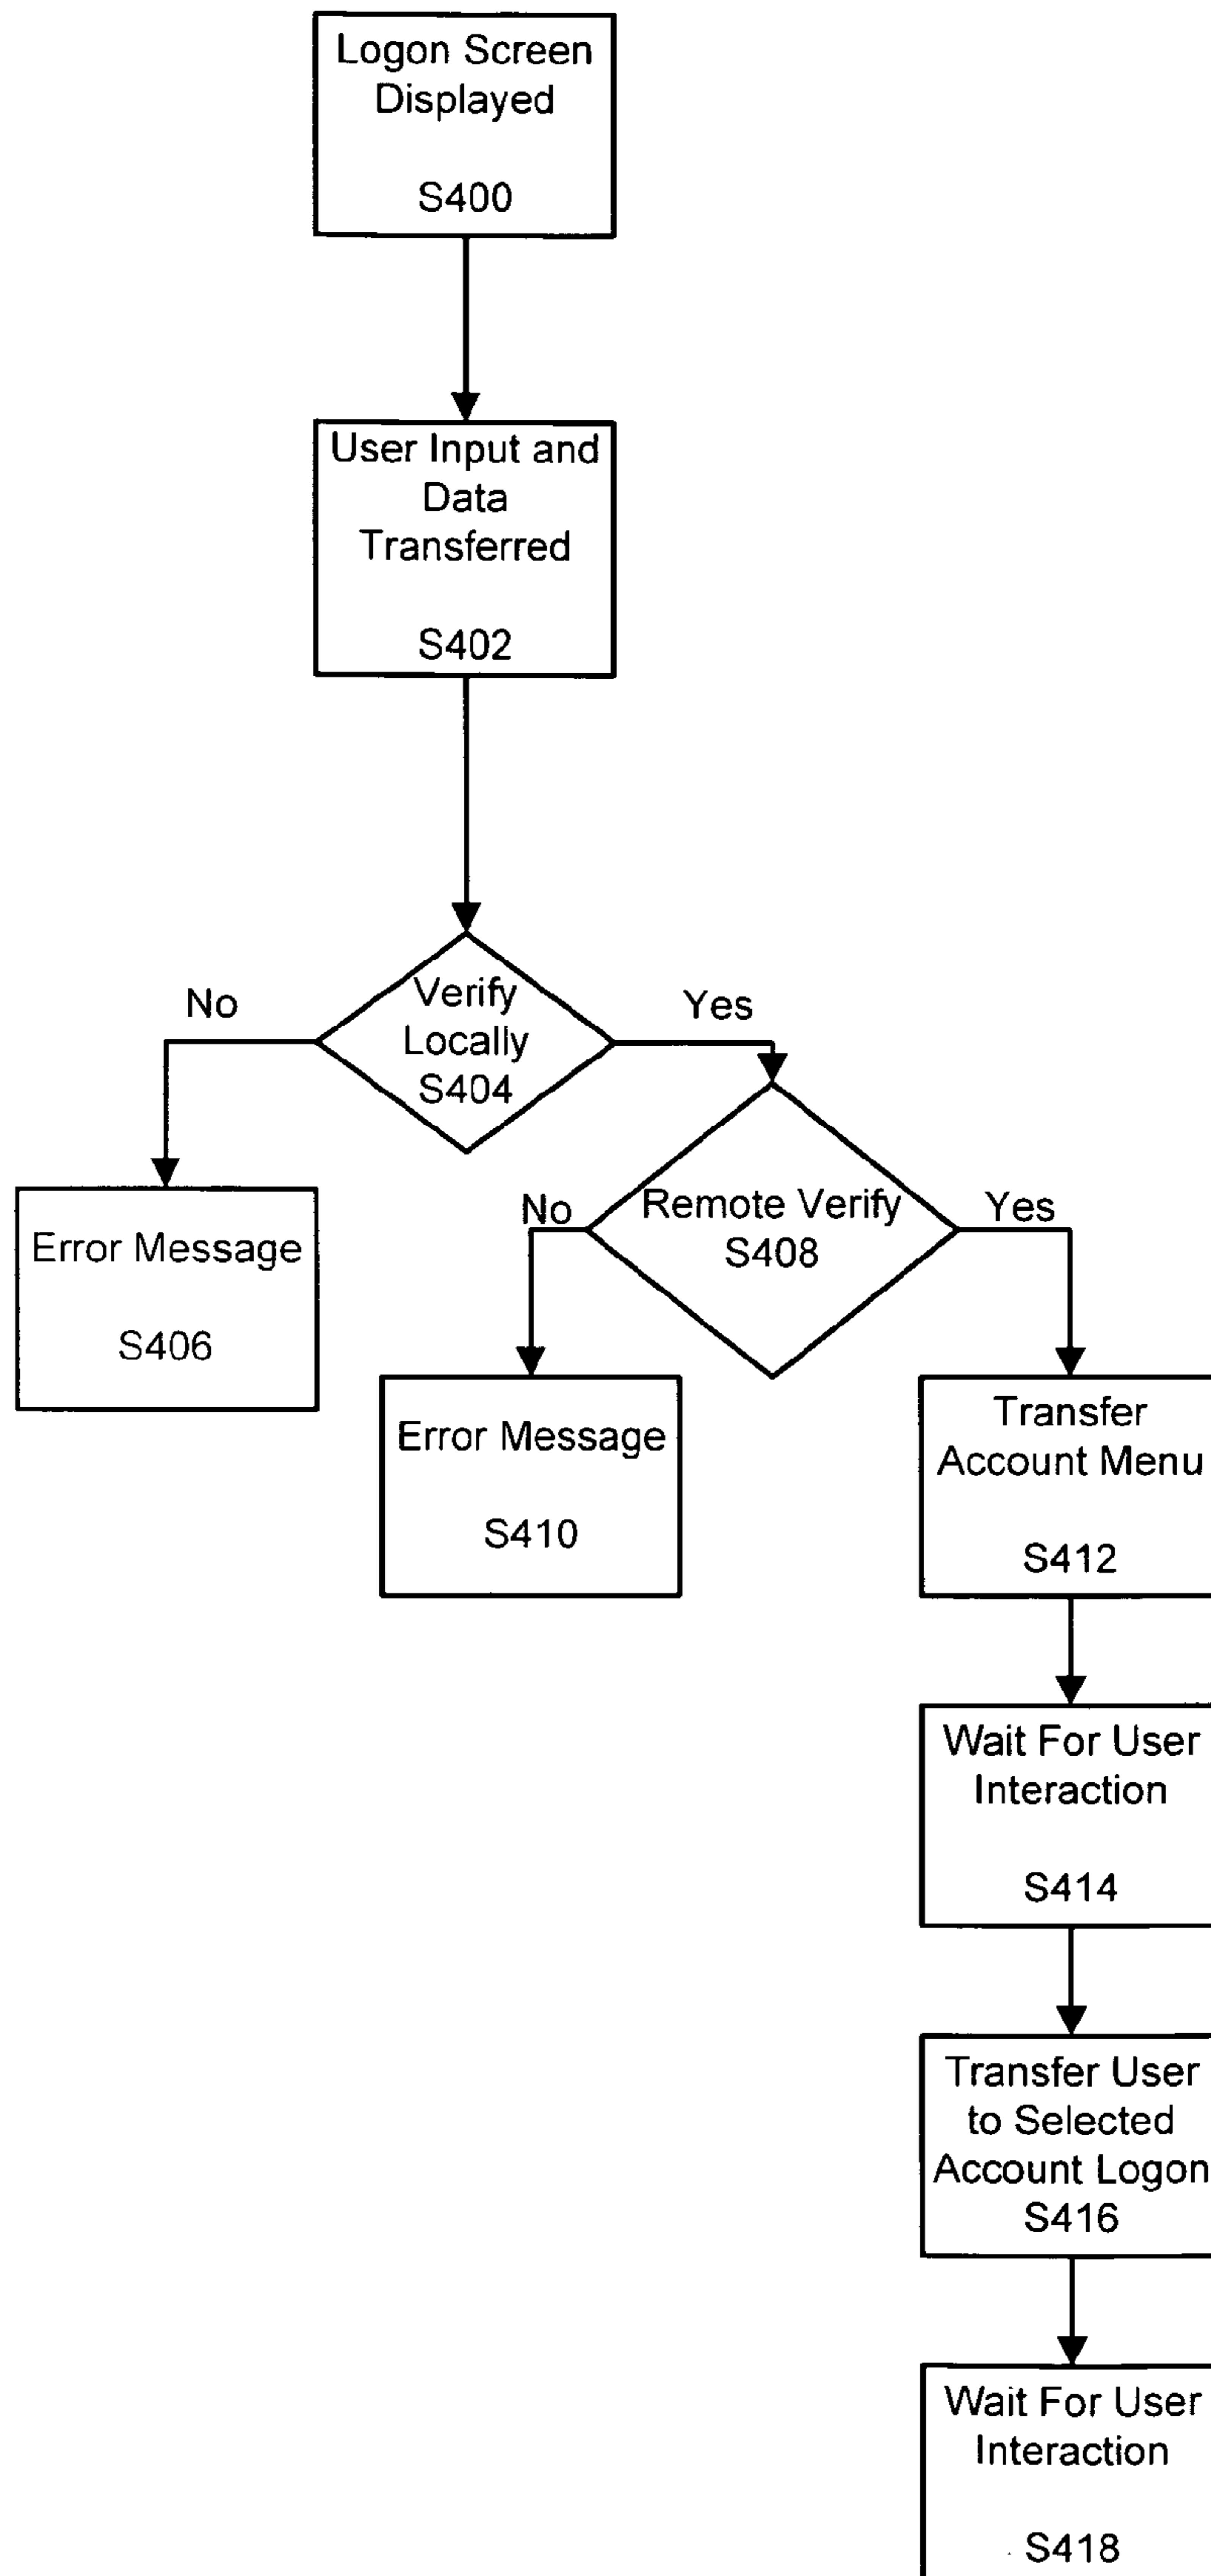 Logon Screen
Displayed
S400
User Input and
Data
Transferred
S402
No
Verify
Locally
S404
Yes
Error Message
S406
No
Remote Verify
S408
Yes
Error Message
S410
Transfer
Account Menu
S412
Wait For User
Interaction
S414
Transfer User
to Selected
Account Logon
S416
Wait For User
Interaction
S418